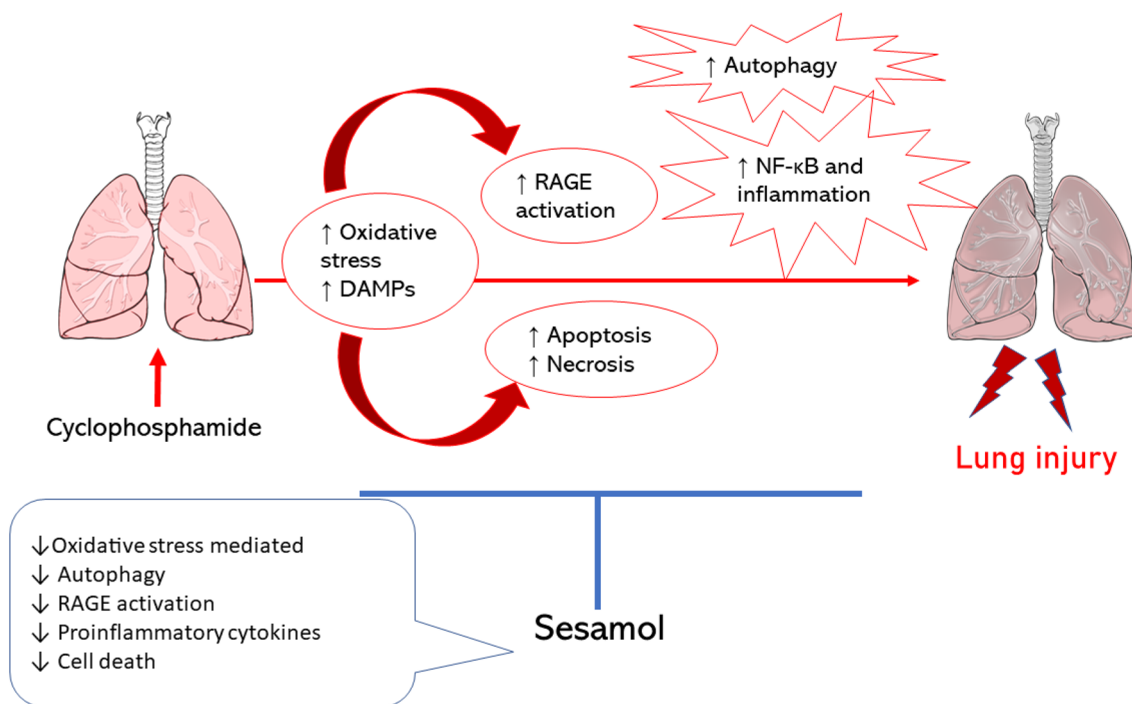 ↑ Autophagy
↑ NF-κB and
inflammation
↑ RAGE
activation
↑ Oxidative
stress
↑ DAMPs
↑ Apoptosis
↑ Necrosis
Cyclophosphamide
Lung injury
↓Oxidative stress mediated
↓ Autophagy
↓ RAGE activation
↓ Proinflammatory cytokines
↓ Cell death
Sesamol